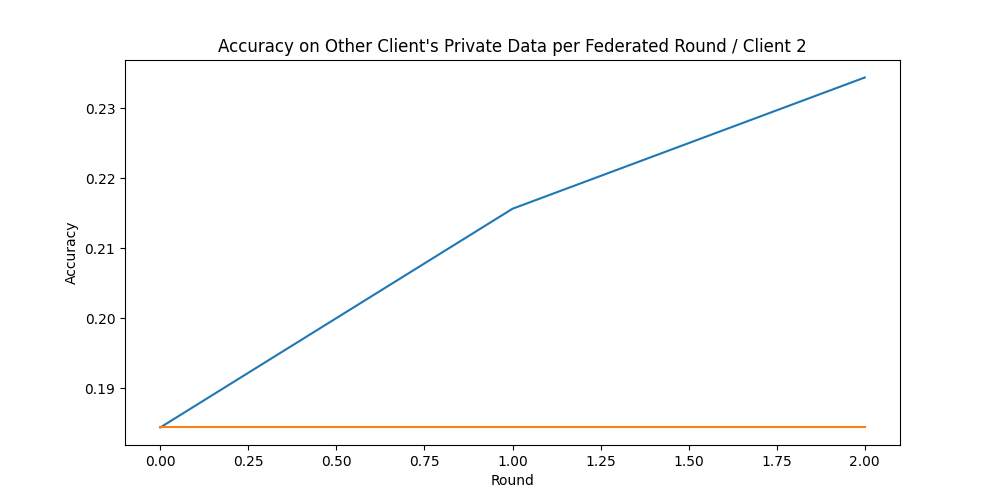 Accuracy on Other Client's Private Data per Federated Round / Client 2
0.23
0.22
0.21
0.20
0.19
Accuracy
0.00 0.25 0.50 0.75 1.00 1.25 1.50 1.75 2.00
Round